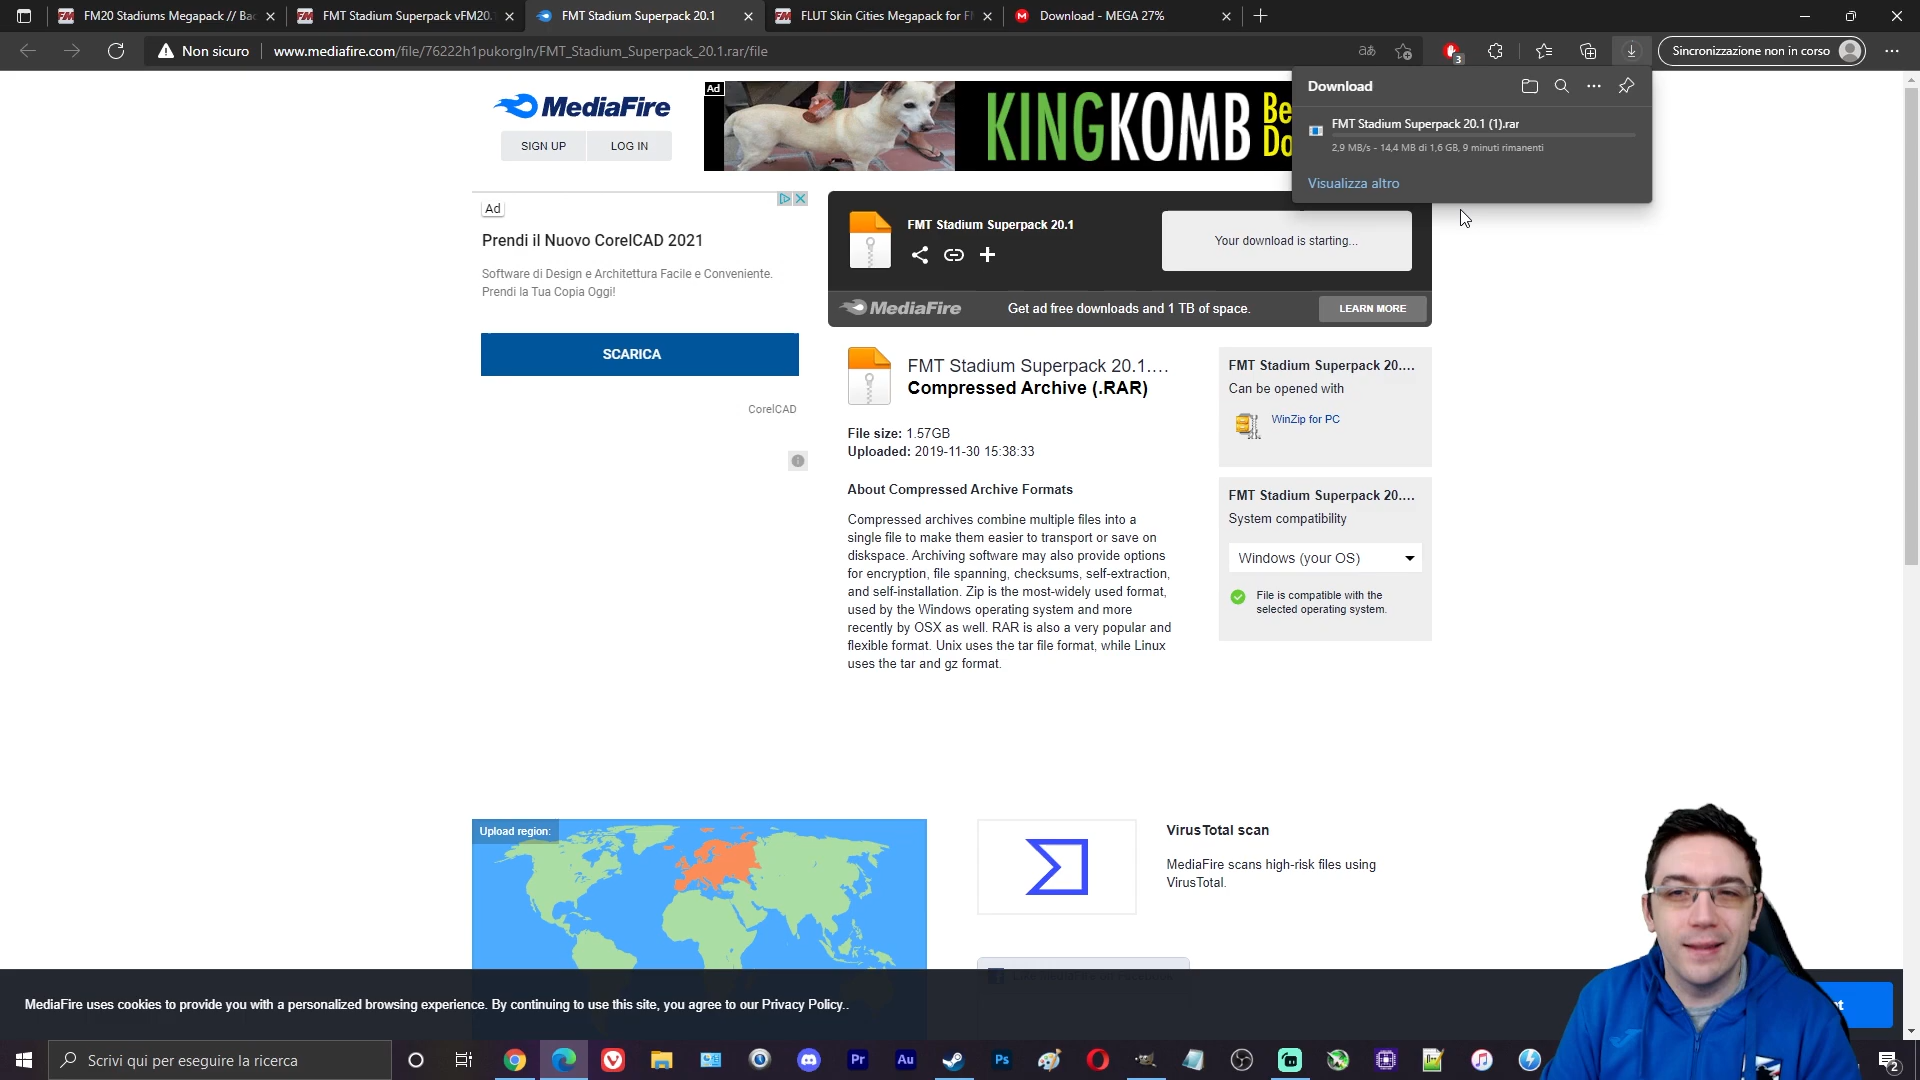 FM20 Stadiums Megapack // Bac
FMT Stadium Superpack vFM20.
FMT Stadium Superpack 20.1
FLUT Skin Cities Megapack for F
Download - MEGA 27%
Non sicuro
www.mediafire.com/file/76222h1pukorgln/FMT_Stadium_Superpack_20.1.rar/file
3
Sincronizzazione non in corso
Download
FMT Stadium Superpack 20.1 (1).rar
2,9 MB/s - 14,4 MB di 1,6 GB, 9 minuti rimanenti
Visualizza altro
MediaFire
SIGN UP
LOG IN
Ad
KINGKOMB
Be
Do
Ad
Prendi il Nuovo CorelCAD 2021
Software di Design e Architettura Facile e Conveniente.
Prendi la Tua Copia Oggi!
SCARICA
CorelCAD
FMT Stadium Superpack 20.1
Your download is starting...
MediaFire
Get ad free downloads and 1 TB of space.
LEARN MORE
FMT Stadium Superpack 20.1....
Compressed Archive (.RAR)
File size: 1.57GB
Uploaded: 2019-11-30 15:38:33
About Compressed Archive Formats
Compressed archives combine multiple files into a
single file to make them easier to transport or save on
diskspace. Archiving software may also provide options
for encryption, file spanning, checksums, self-extraction,
and self-installation. Zip is the most-widely used format,
used by the Windows operating system and more
recently by OSX as well. RAR is also a very popular and
flexible format. Unix uses the tar file format, while Linux
uses the tar and gz format.
FMT Stadium Superpack 20....
Can be opened with
WinZip for PC
FMT Stadium Superpack 20....
System compatibility
Windows (your OS)
File is compatible with the
selected operating system.
Upload region:
VirusTotal scan
MediaFire scans high-risk files using
VirusTotal.
MediaFire uses cookies to provide you with a personalized browsing experience. By continuing to use this site, you agree to our Privacy Policy..
Scrivi qui per eseguire la ricerca
Pr
Au
Ps
2